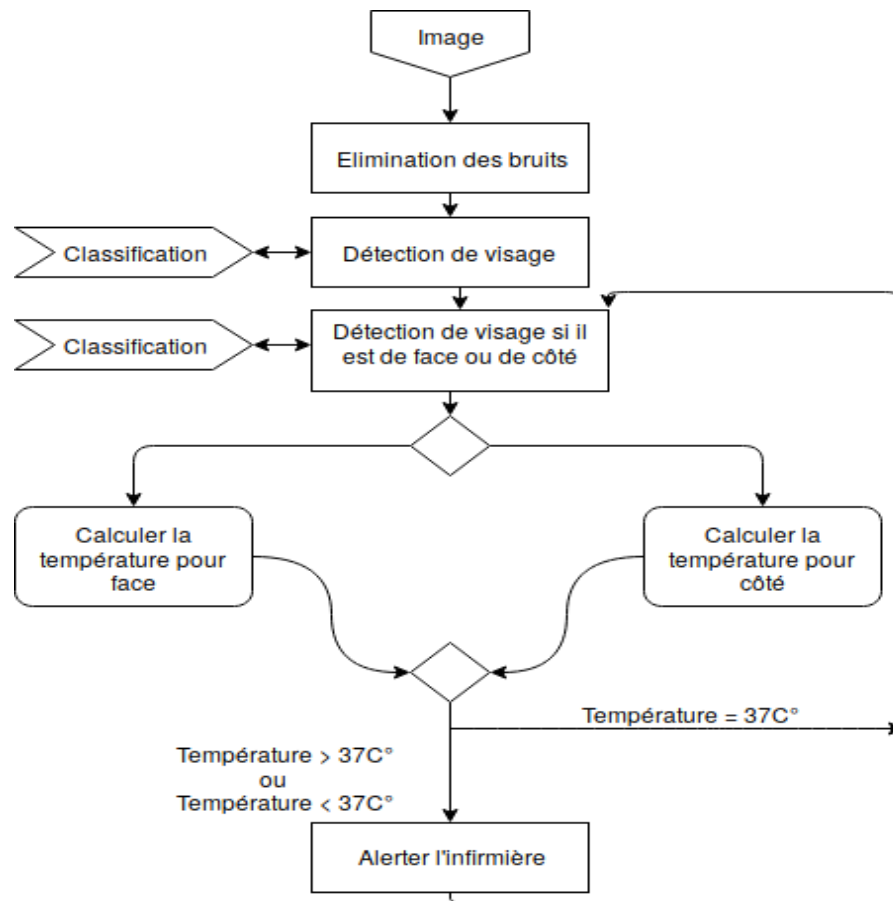 Image
Elimination des bruits
Classification
Détection de visage
Classification
Détection de visage si il
est de face ou de côté
Calculer la
température pour
face
Calculer la
température pour
côté
Température = 37C°
Température > 37C°
ou
Température < 37C°
Alerter l'infirmière